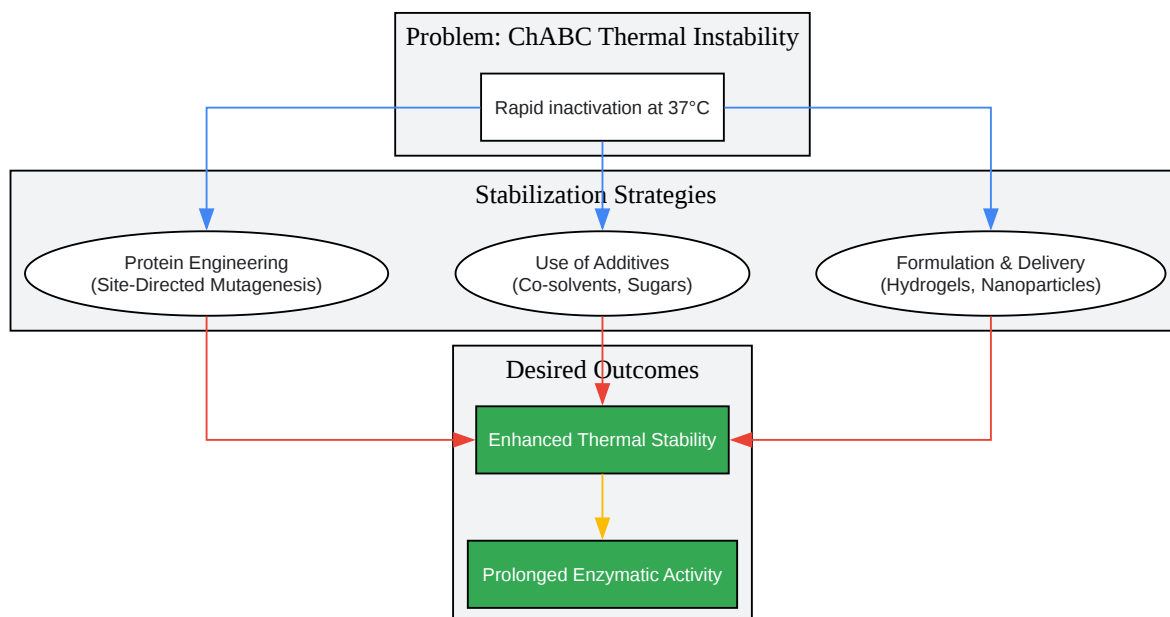 Problem: ChABC Thermal Instability
Rapid inactivation at 37°C
Stabilization Strategies
Protein Engineering
(Site-Directed Mutagenesis)
Use of Additives
(Co-solvents, Sugars)
Formulation & Delivery
(Hydrogels, Nanoparticles)
Desired Outcomes
Enhanced Thermal Stability
Prolonged Enzymatic Activity